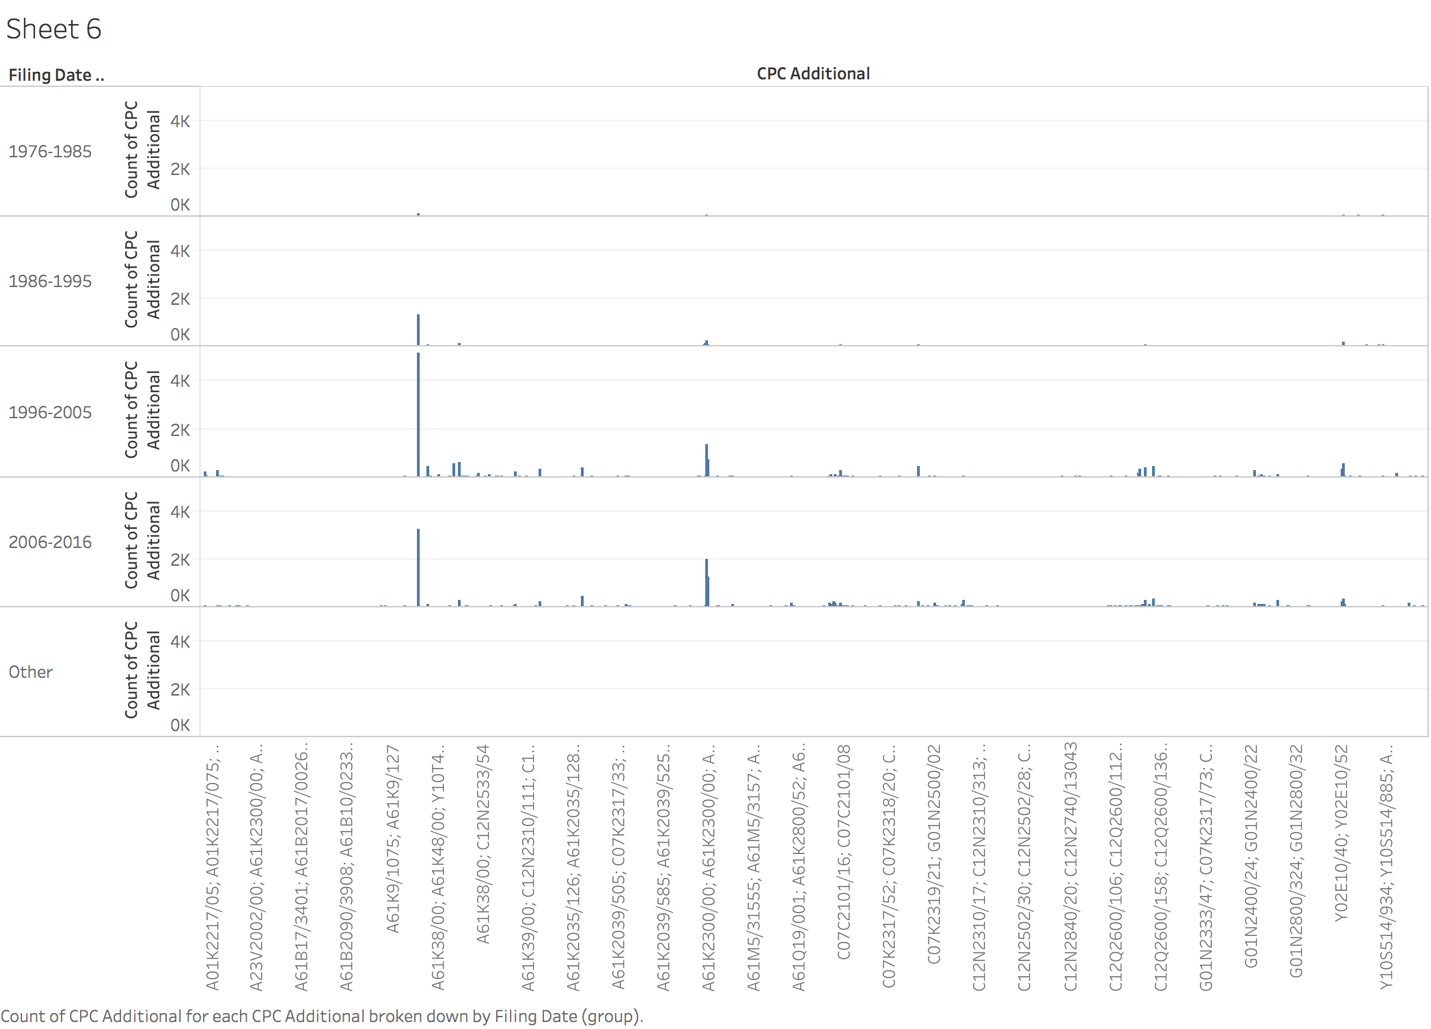 Sheet 6
Filing Date ..
CPC Additional
1976-1985
Count of CPC
Additional
4K
2K
0K
1986-1995
Count of CPC
Additional
4K
2K
0K
1996-2005
Count of CPC
Additional
4K
2K
0K
2006-2016
Count of CPC
Additional
4K
2K
0K
Other
Count of CPC
Additional
4K
2K
0K
A01K2217/05; A01K2217/075; ..
A23V2002/00; A61K2300/00; A..
A61B17/3401; A61B2017/0026..
A61B2090/3908; A61B10/0233..
A61K9/1075; A61K9/127
A61K38/00; A61K48/00; Y10T4..
A61K38/00; C12N2533/54
A61K39/00; C12N2310/111; C1..
A61K2035/126; A61K2035/128..
A61K2039/505; C07K2317/33; ..
A61K2039/585; A61K2039/525..
A61K2300/00; A61K2300/00; A..
A61M5/31555; A61M5/3157; A..
A61Q19/001; A61K2800/52; A6..
C07C2101/16; C07C2101/08
C07K2317/52; C07K2318/20; C..
C07K2319/21; G01N2500/02
C12N2310/17; C12N2310/313; ..
C12N2502/30; C12N2502/28; C..
C12N2840/20; C12N2740/13043
C12Q2600/106; C12Q2600/112..
C12Q2600/158; C12Q2600/136..
G01N2333/47; C07K2317/73; C..
G01N2400/24; G01N2400/22
G01N2800/324; G01N2800/32
Y02E10/40; Y02E10/52
Y10S514/934; Y10S514/885; A..
Count of CPC Additional for each CPC Additional broken down by Filing Date (group).